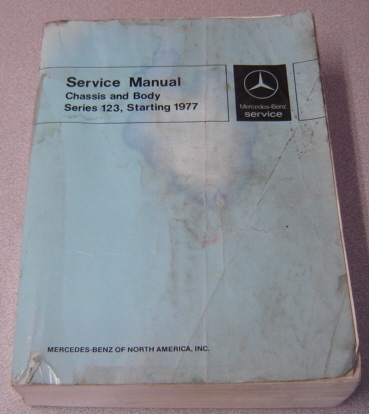 Service Manual
Chassis and Body
Series 123, Starting 1977
Mercedes-Benz
service
MERCEDES-BENZ OF NORTH AMERICA, INC.